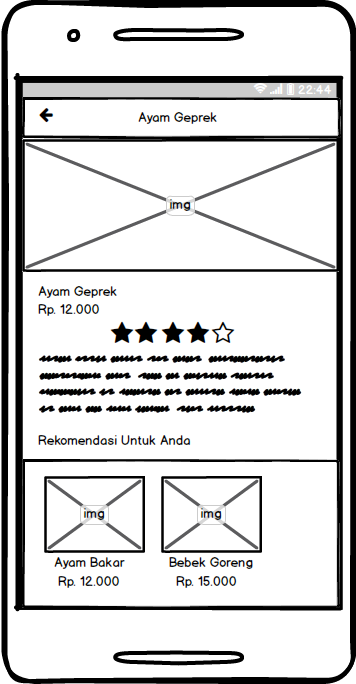 22:44
Ayam Geprek
img
Ayam Geprek
Rp. 12.000
Rekomendasi Untuk Anda
img img
Ayam Bakar Bebek Goreng
Rp. 12.000 Rp. 15.000